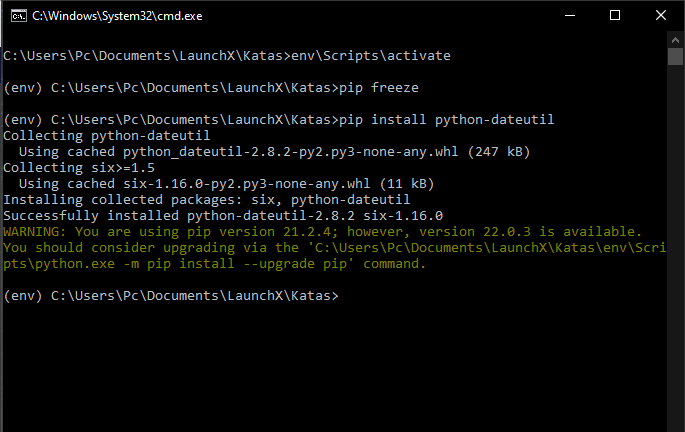 C:\Windows\System32\cmd.exe
C:\Users\Pc\Documents\LaunchX\Katas>env\Scripts\activate
(env) C:\Users\Pc\Documents\LaunchX\Katas>pip freeze
(env) C:\Users\Pc\Documents\LaunchX\Katas>pip install python-dateutil
Collecting python-dateutil
  Using cached python_dateutil-2.8.2-py2.py3-none-any.whl (247 kB)
Collecting six>=1.5
  Using cached six-1.16.0-py2.py3-none-any.whl (11 kB)
Installing collected packages: six, python-dateutil
Successfully installed python-dateutil-2.8.2 six-1.16.0
WARNING: You are using pip version 21.2.4; however, version 22.0.3 is available.
You should consider upgrading via the 'C:\Users\Pc\Documents\LaunchX\Katas\env\Scri
pts\python.exe -m pip install --upgrade pip' command.
(env) C:\Users\Pc\Documents\LaunchX\Katas>